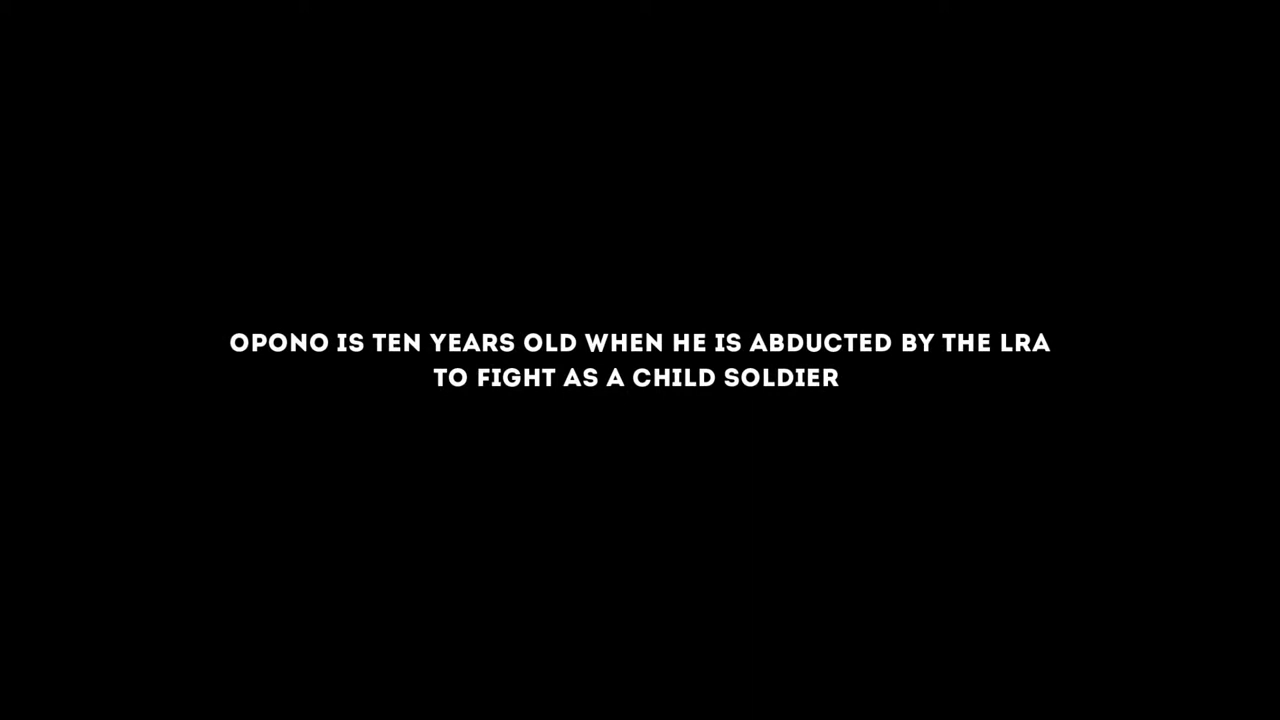 OPONO IS TEN YEARS OLD WHEN HE IS ABDUCTED BY THE LRA
TO FIGHT AS A CHILD SOLDIER